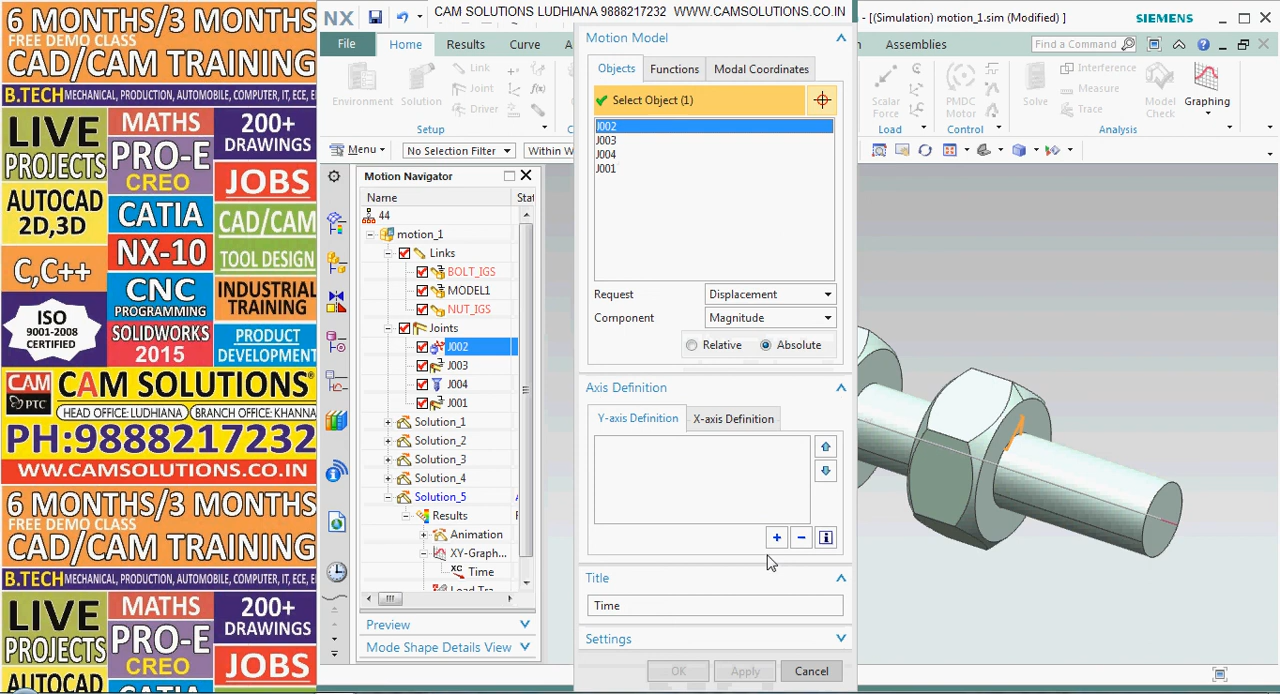 6 MONTHS/3 MONTHS
FREE DEMO CLASS
CAD/CAM TRAINING
B.TECH MECHANICAL, PRODUCTION, AUTOMOBILE, COMPUTER, IT, ECE, E
LIVE
PROJECTS
MATHS
200+
DRAWINGS
PRO-E
CREO
JOBS
AUTOCAD
2D,3D
CATIA
CAD/CAM
TOOL DESIGN
C,C++
NX-10
INDUSTRIAL
TRAINING
CNC
PROGRAMMING
ISO
9001-2008
CERTIFIED
SOLIDWORKS
2015
PRODUCT
DEVELOPMENT
CAM
PTC
CAM SOLUTIONS®
HEAD OFFICE: LUDHIANA
BRANCH OFFICE: KHANNA
PH:9888217232
WWW.CAMSOLUTIONS.CO.IN
6 MONTHS/3 MONTHS
FREE DEMO CLASS
CAD/CAM TRAINING
B.TECH MECHANICAL, PRODUCTION, AUTOMOBILE, COMPUTER, IT, ECE, E
LIVE
PROJECTS
MATHS
200+
DRAWINGS
PRO-E
CREO
JOBS
AUTOCAD
CATIA
CAD/CAM
NX
CAM SOLUTIONS LUDHIANA 9888217232 WWW.CAMSOLUTIONS.CO.IN
- [(Simulation) motion_1.sim (Modified) ]
SIEMENS
File
Home
Results
Curve
A
Assemblies
Find a Command
Environment
Solution
Link
Joint
Driver
f(x)
Setup
C
Scalar
Force
Load
PMDC
Motor
Control
Solve
Interference
Measure
Trace
Model
Check
Graphing
Analysis
Menu
No Selection Filter
Within W
Motion Navigator
Name
Stat
44
motion_1
Links
BOLT_IGS
MODEL1
NUT_IGS
Joints
J002
J003
J004
J001
Solution_1
Solution_2
Solution_3
Solution_4
Solution_5
Results
Animation
XY-Graph...
Time
Load Tra...
Preview
Mode Shape Details View
Motion Model
Objects
Functions
Modal Coordinates
Select Object (1)
J002
J003
J004
J001
Request
Displacement
Component
Magnitude
Relative
Absolute
Axis Definition
Y-axis Definition
X-axis Definition
Title
Time
Settings
OK
Apply
Cancel